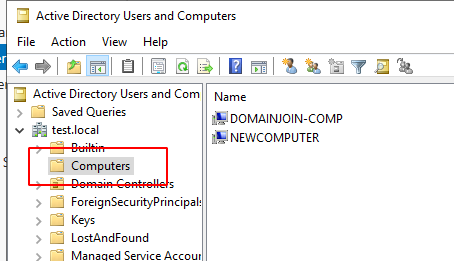 Active Directory Users and Computers
File Action View Help
Active Directory Users and Com
Saved Queries
test.local
Builtin
Computers
Domain Controllers
ForeignSecurityPrincipals
Keys
LostAndFound
Managed Service Accou
Name
DOMAINJOIN-COMP
NEWCOMPUTER